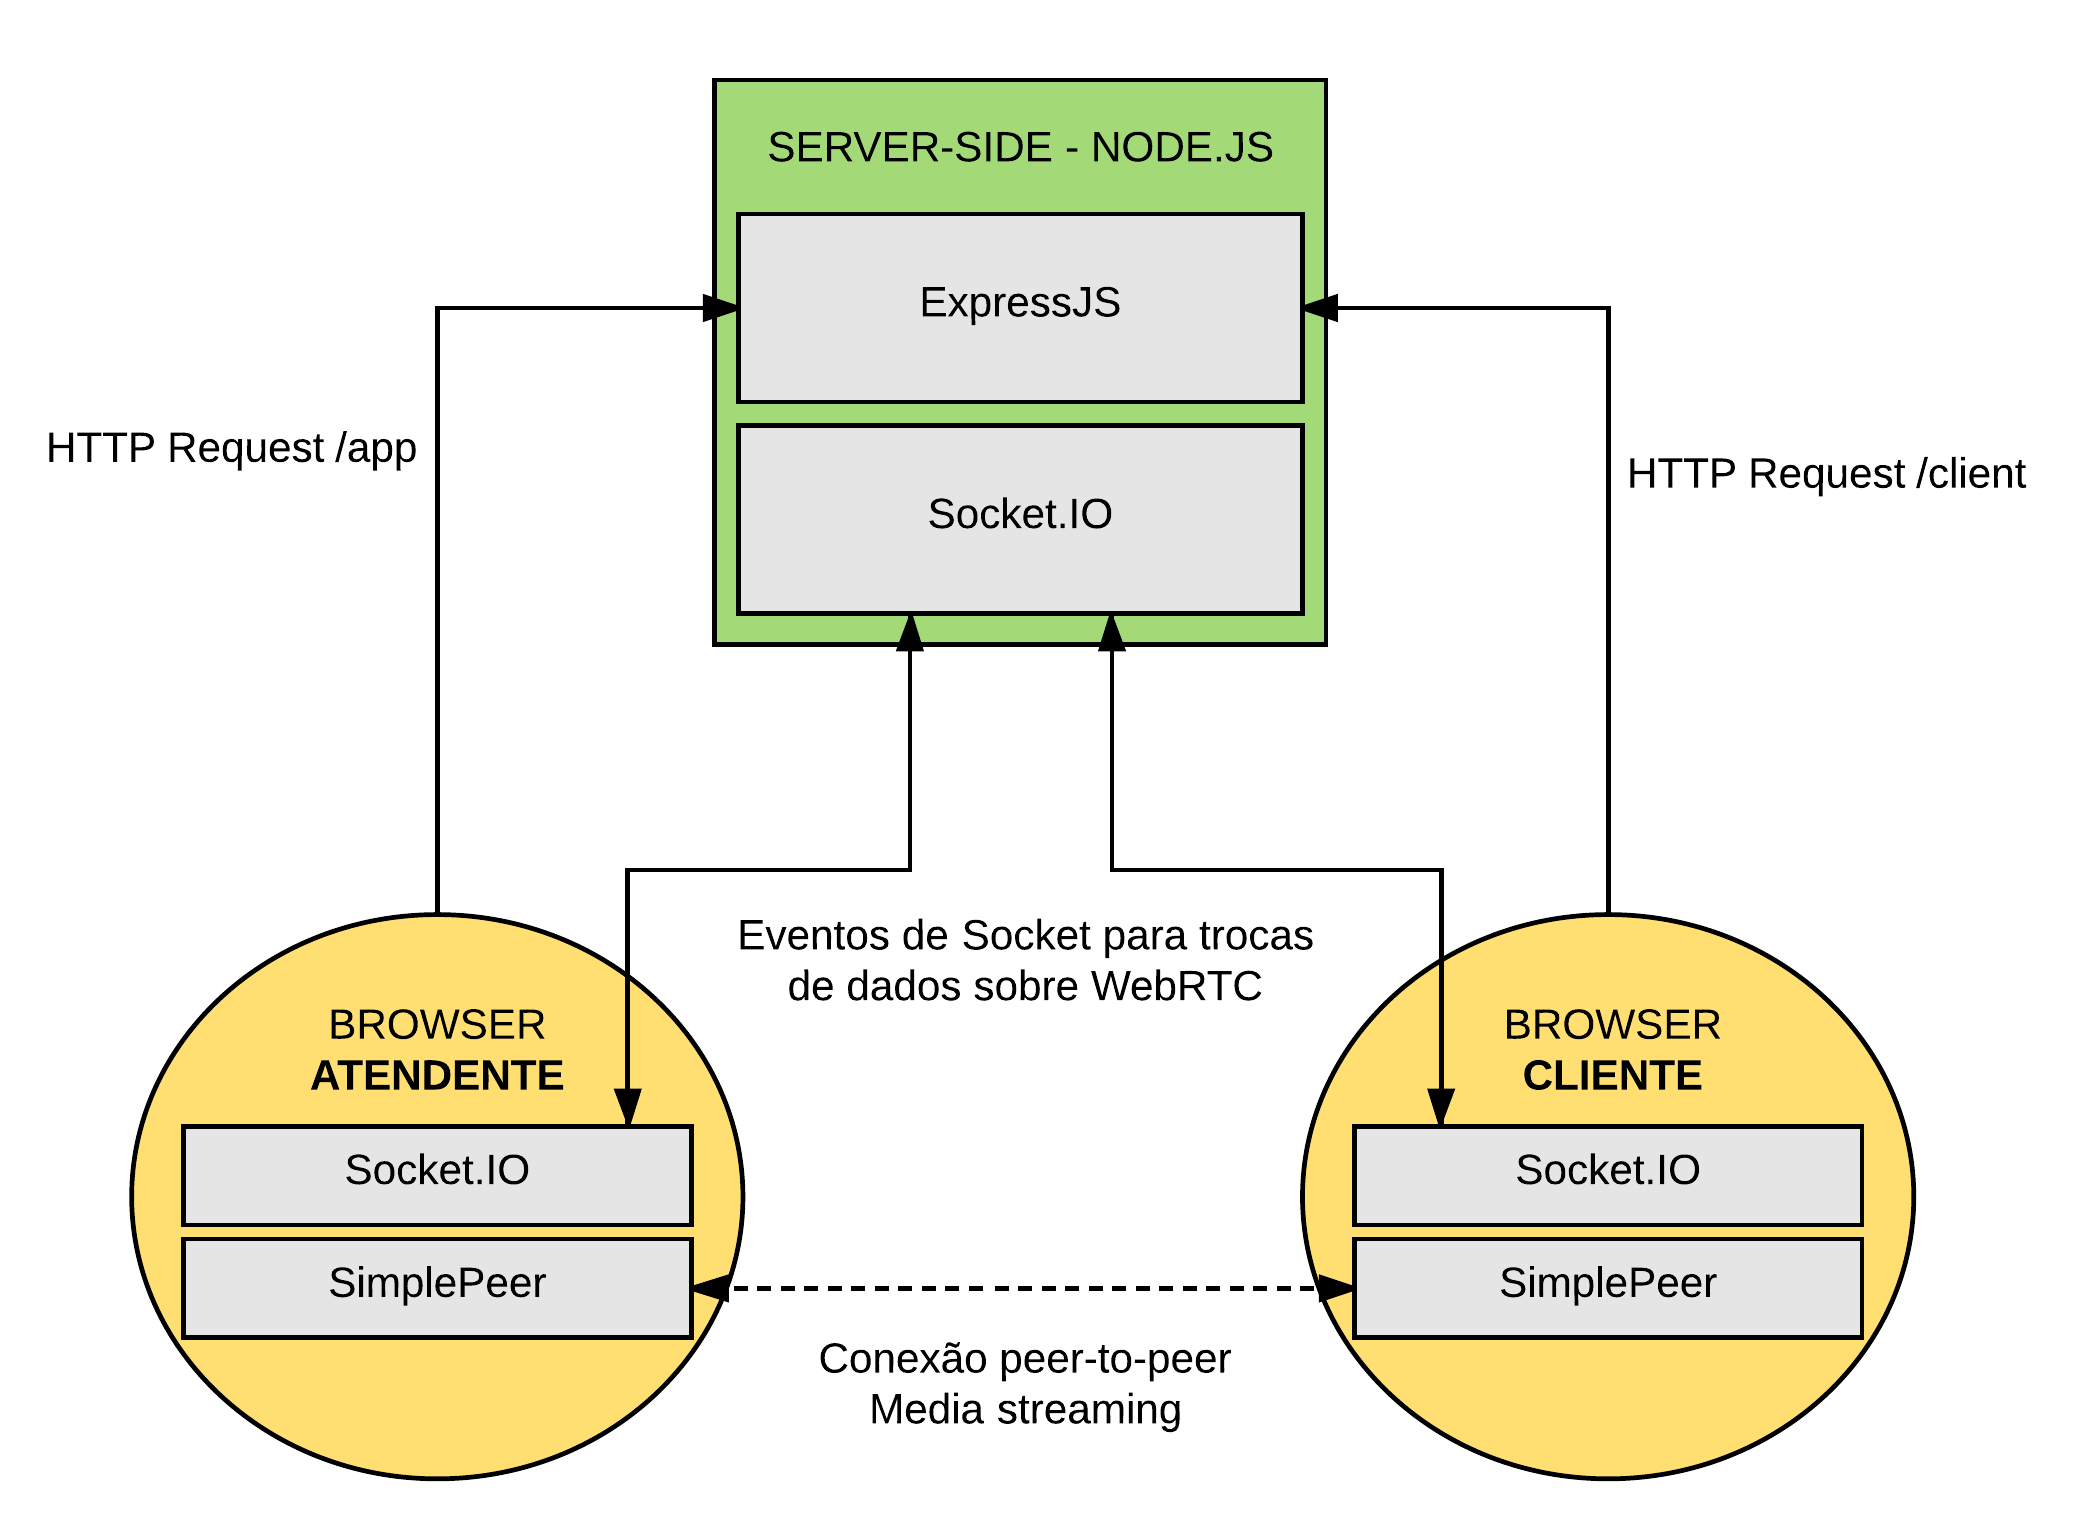 SERVER-SIDE - NODE.JS
ExpressJS
Socket.IO
HTTP Request /app
HTTP Request /client
Eventos de Socket para trocas
de dados sobre WebRTC
BROWSER
ATENDENTE
Socket.IO
SimplePeer
BROWSER
CLIENTE
Socket.IO
SimplePeer
Conexão peer-to-peer
Media streaming